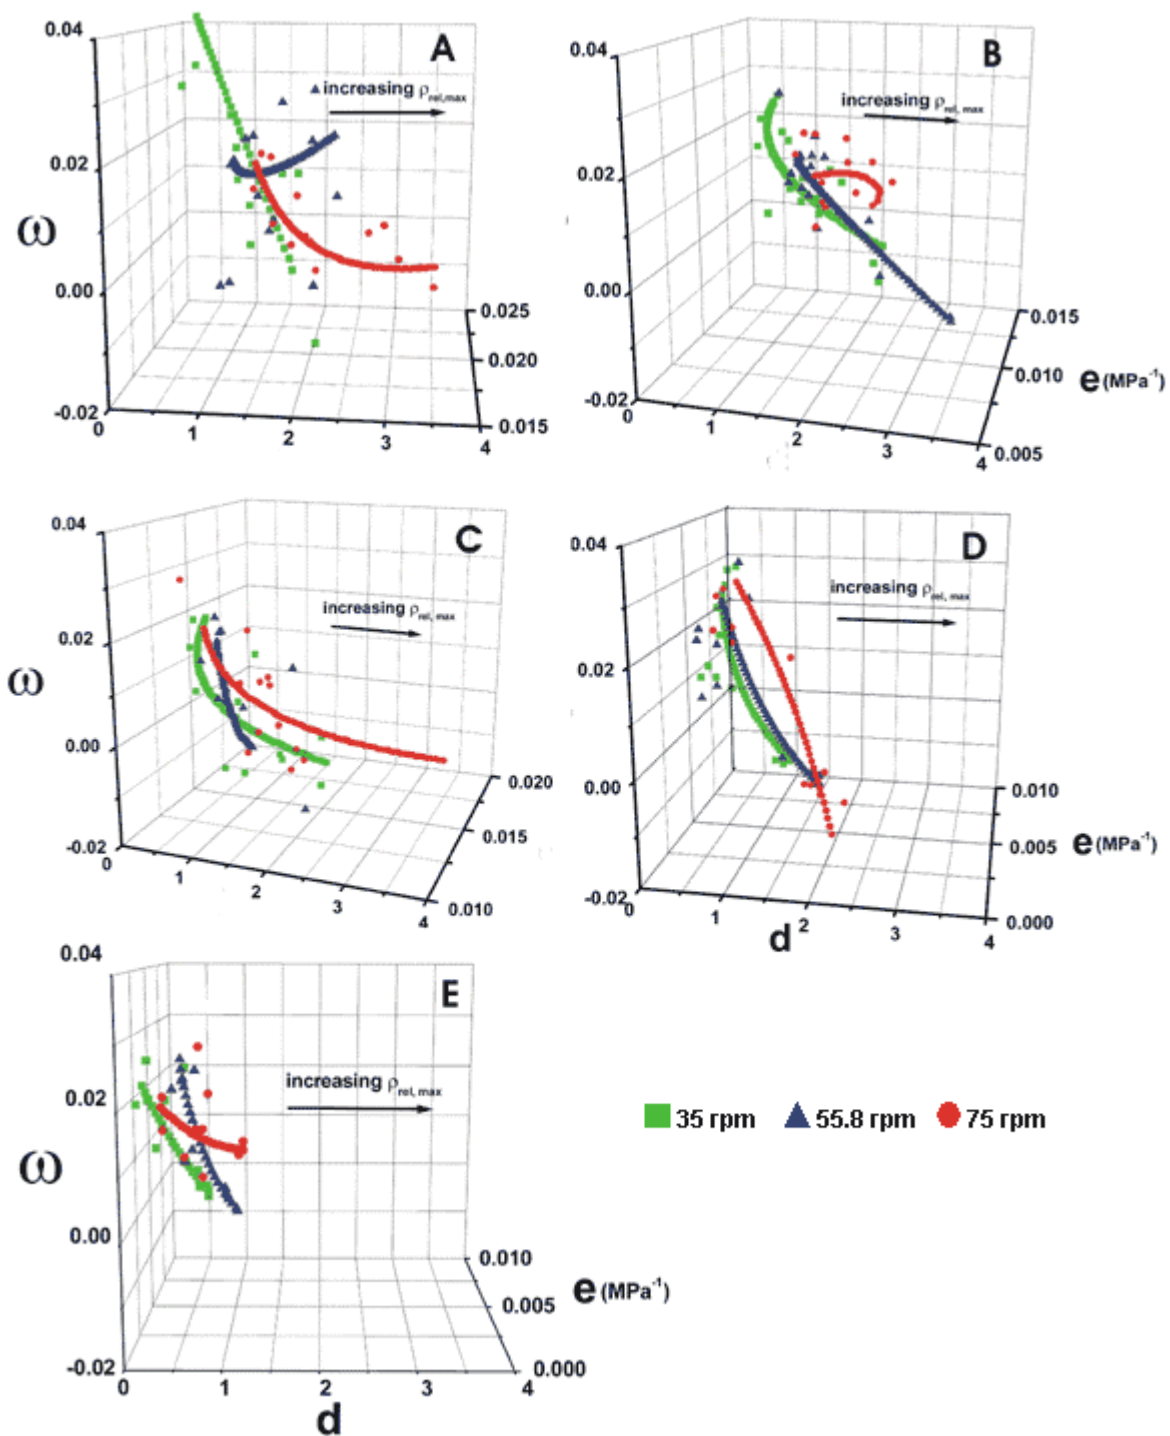 0.04
A
increasing ρrel,max
0.02
ω
0.00
0.025
0.020
-0.02
0.015
0 1 2 3 4
0.04
B
increasing ρrel, max
0.02
0.00
0.015
0.010
e (MPa-1)
-0.02
0.005
0 1 2 3 4
0.04
C
increasing ρrel, max
0.02
ω
0.00
0.020
0.015
-0.02
0.010
0 1 2 3 4
0.04
D
increasing ρrel, max
0.02
0.00
0.010
0.005
e (MPa-1)
-0.02
0.000
0 1 2 3 4
d
0.04
E
increasing ρrel, max
0.02
ω
0.00
0.010
e (MPa-1)
0.005
-0.02
0.000
0 1 2 3 4
d
35 rpm 55.8 rpm 75 rpm